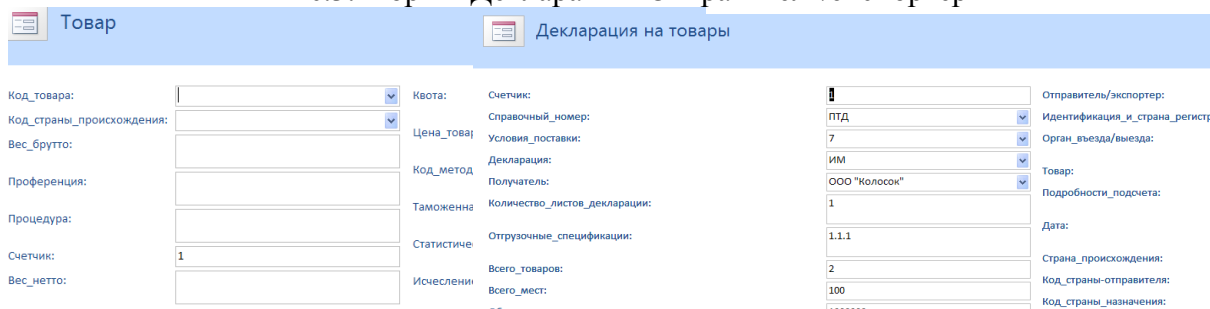 Товар
Код_товара:
Квота:
Код_страны_происхождения:
Цена_товар
Вес_брутто:
Код_метод
Проференция:
Таможенна
Процедура:
Статистичес
Счетчик: 1
Исчислени
Вес_нетто:
Декларация на товары
Счетчик: 1
Отправитель/экспортер:
Справочный_номер: ПТД
Идентификация_и_страна_регистр
Условия_поставки: 7
Орган_въезда/выезда:
Декларация: ИМ
Товар:
Получатель: ООО "Колосок"
Подробности_подсчета:
Количество_листов_декларации: 1
Дата:
Отгрузочные_спецификации: 1.1.1
Страна_происхождения:
Всего_товаров: 2
Код_страны-отправителя:
Всего_мест: 100
Код_страны_назначения: